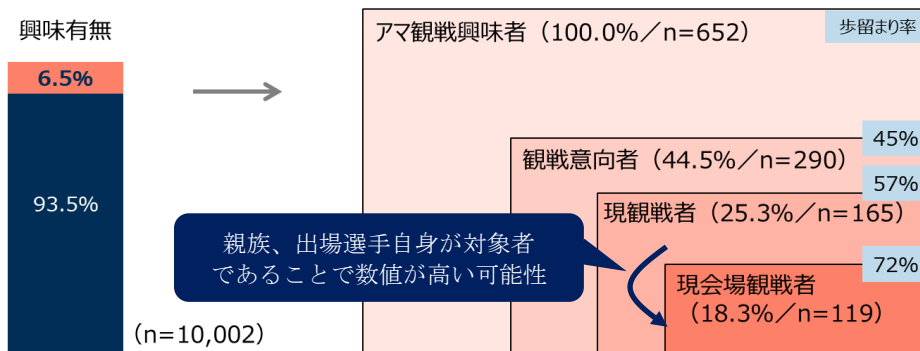 興味有無
6.5%
93.5%
(n=10,002)
アマ観戦興味者（100.0%／n=652）
歩留まり率
45%
観戦意向者（44.5%／n=290）
57%
現観戦者（25.3%／n=165）
親族、出場選手自身が対象者
であることで数値が高い可能性
72%
現会場観戦者
（18.3%／n=119）